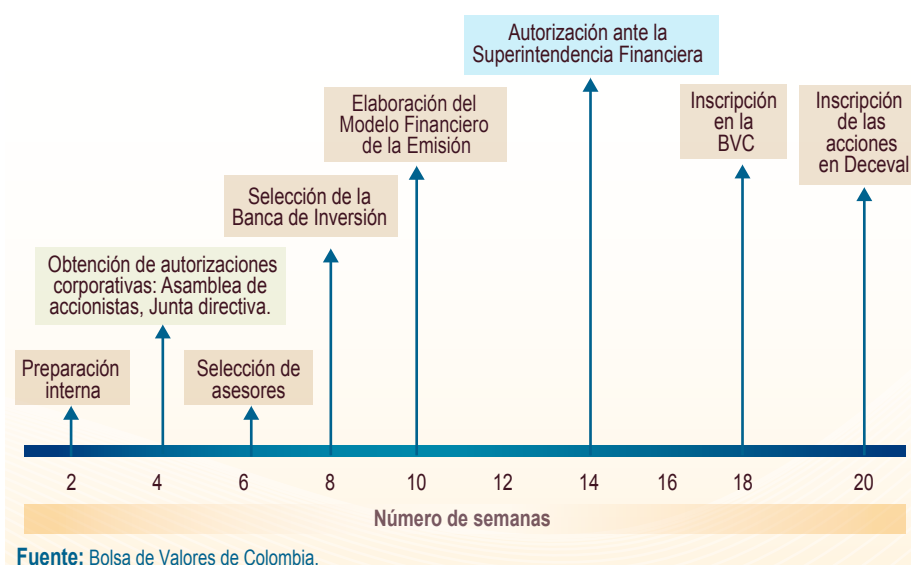 Autorización ante la
Superintendencia Financiera
Elaboración del
Modelo Financiero
de la Emisión
Inscripción
en la
BVC
Inscripción
de las
acciones
en Deceval
Selección de la
Banca de Inversión
Obtención de autorizaciones
corporativas: Asamblea de
accionistas, Junta directiva.
Preparación
interna
Selección de
asesores
2 4 6 8 10 12 14 16 18 20
Número de semanas
Fuente: Bolsa de Valores de Colombia.